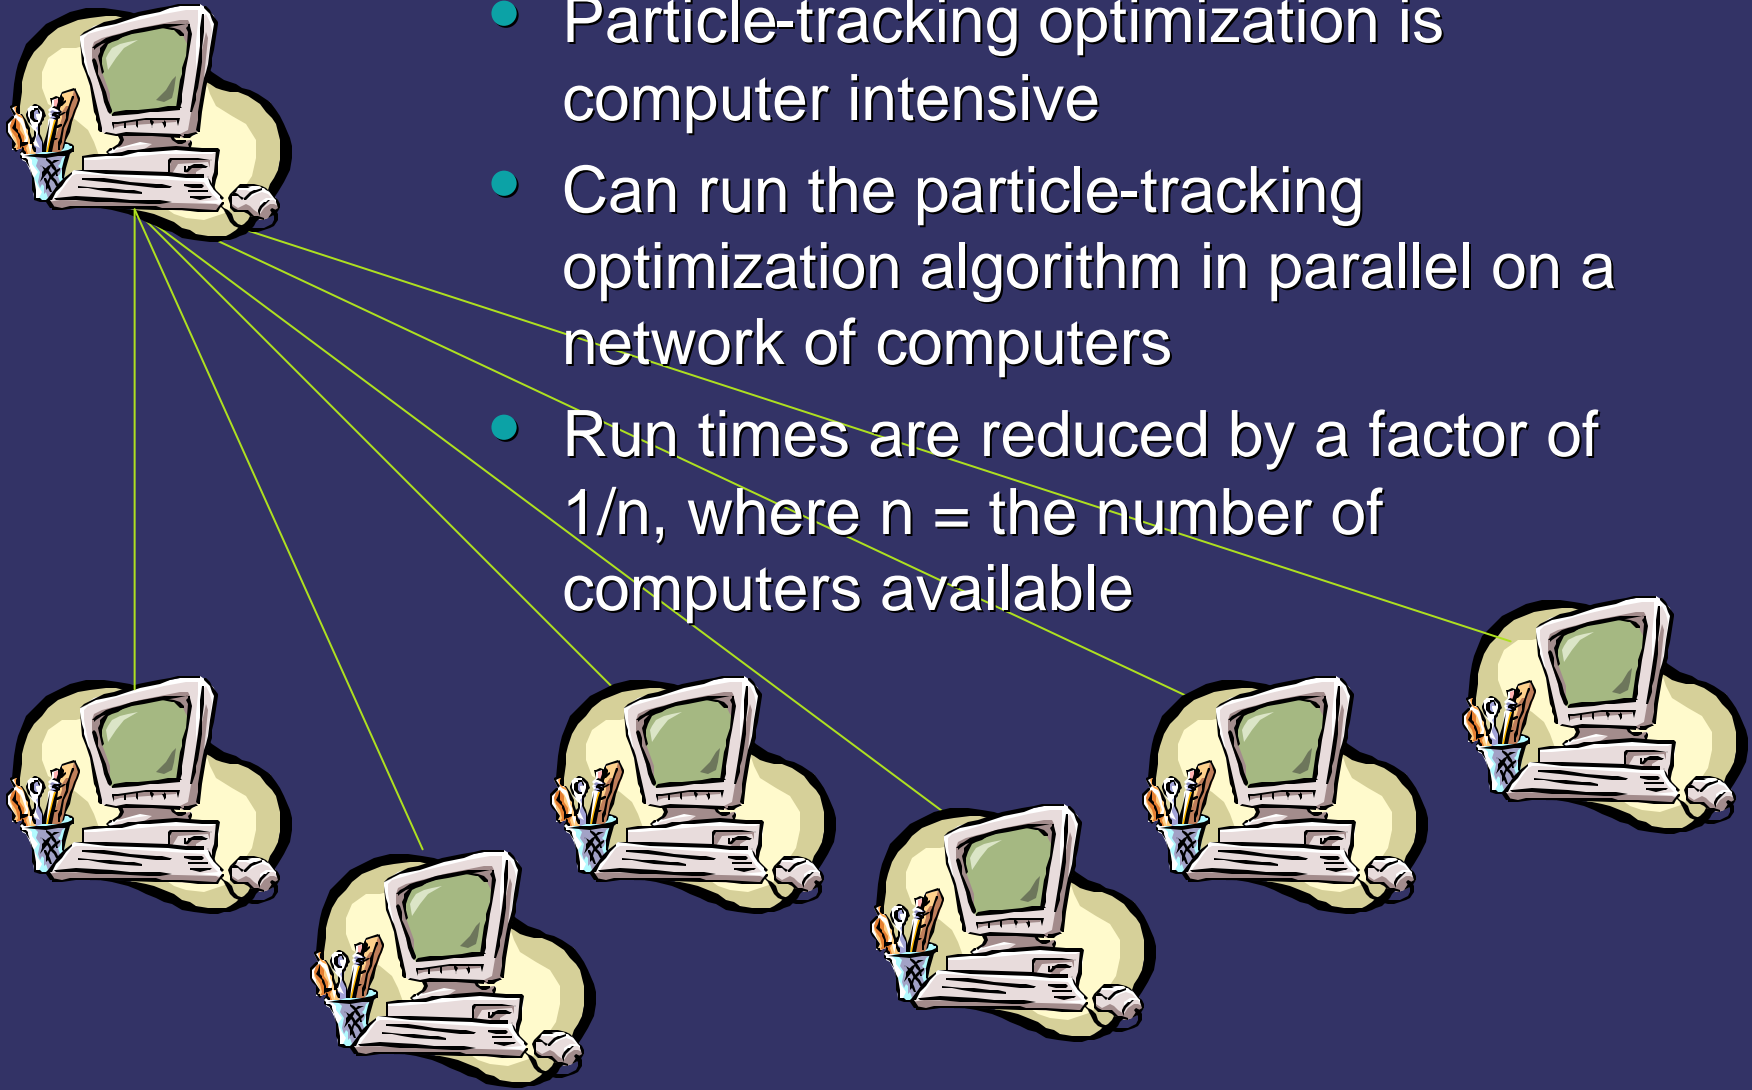 • Particle-tracking optimization is
computer intensive
• Can run the particle-tracking
optimization algorithm in parallel on a
network of computers
• Run times are reduced by a factor of
1/n, where n = the number of
computers available